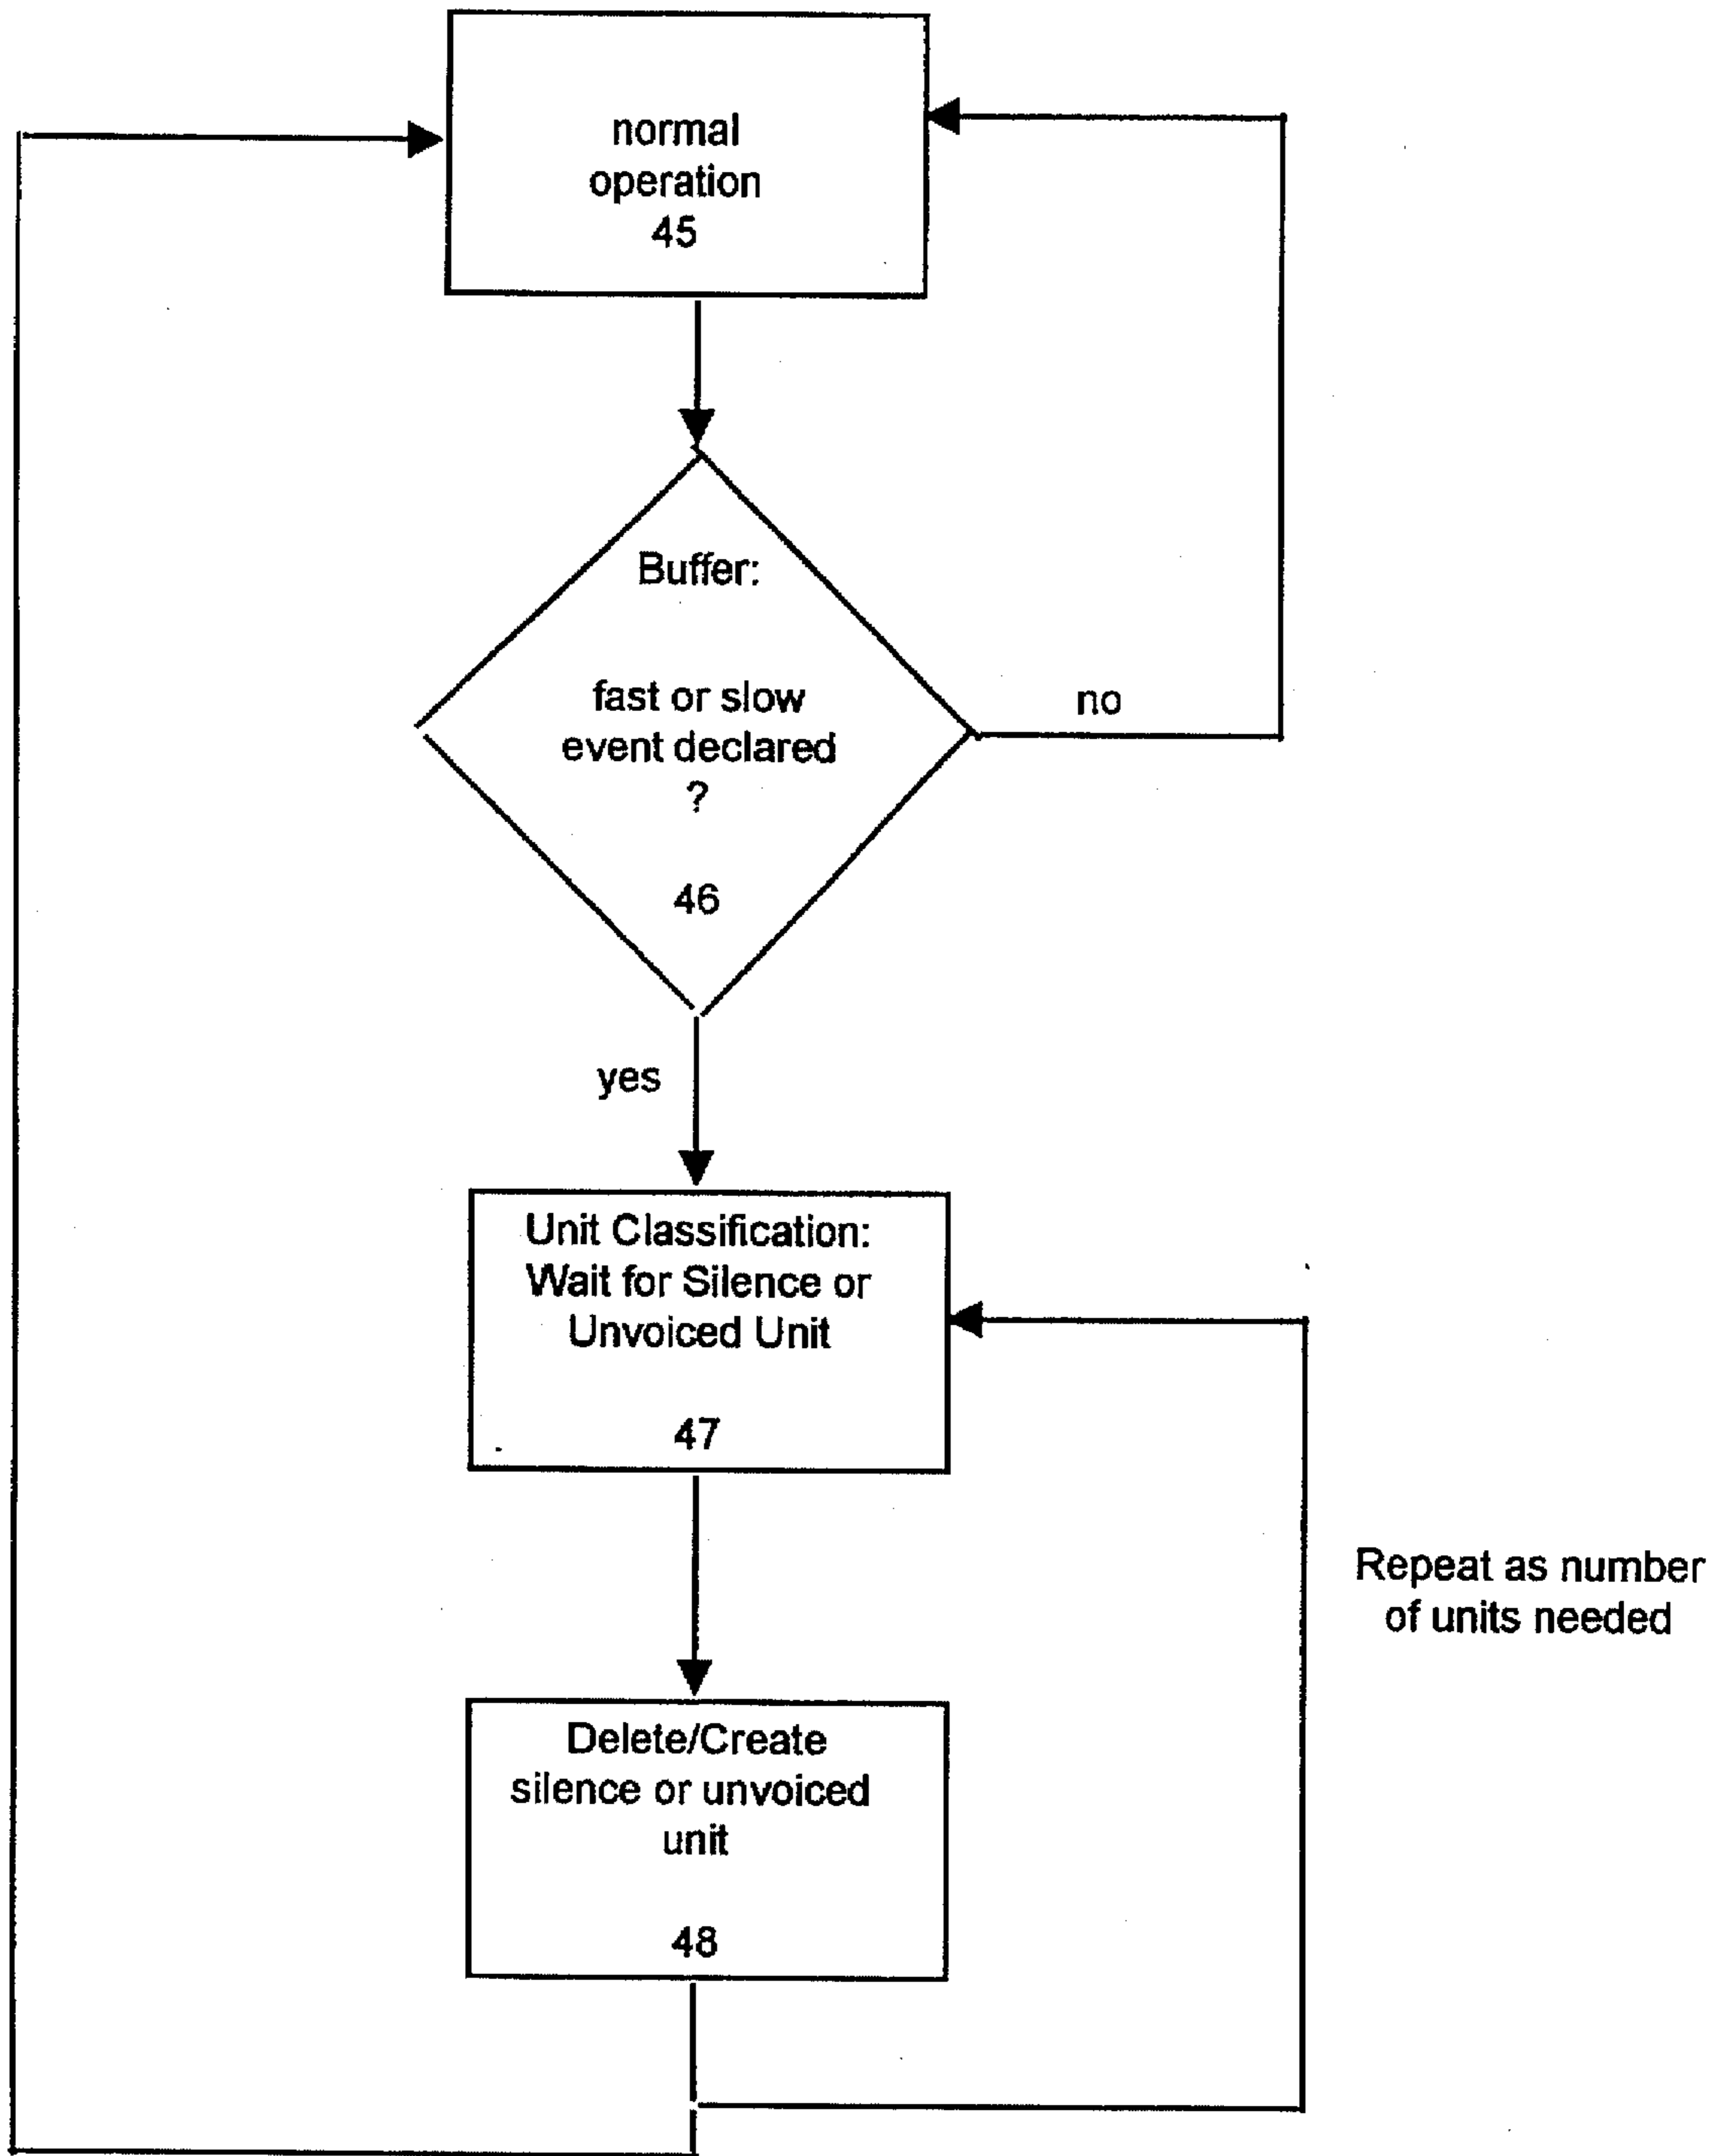 normal
operation
45
Buffer:
fast or slow
event declared
?
46
no
yes
Unit Classification:
Wait for Silence or
Unvoiced Unit
47
Repeat as number
of units needed
Delete/Create
silence or unvoiced
unit
48